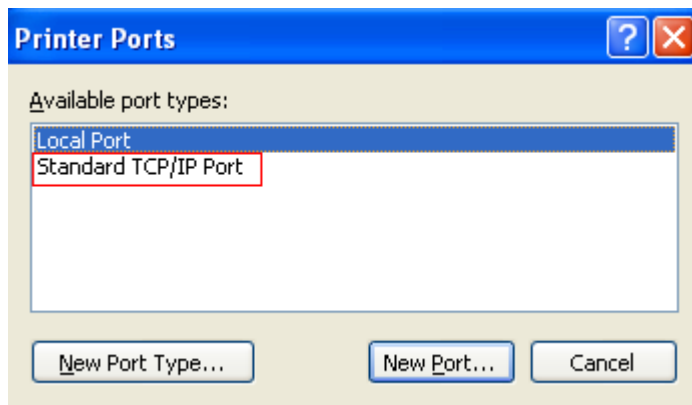 Printer Ports
Available port types:
Local Port
Standard TCP/IP Port
New Port Type... New Port... Cancel